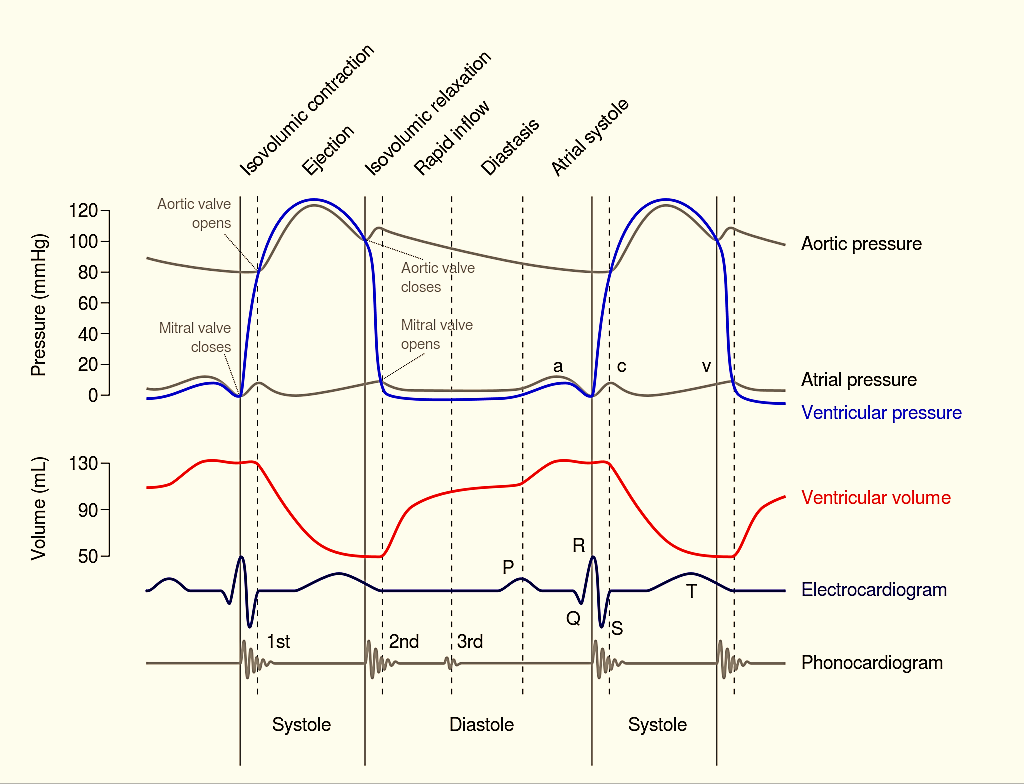 Isovolumic contraction
Ejection
Isovolumic relaxation
Rapid inflow
Diastasis
Atrial systole
Aortic valve
opens
Mitral valve
closes
Aortic valve
closes
Mitral valve
opens
Pressure (mmHg)
120
100
80
60
40
20
0
a
c
v
Aortic pressure
Atrial pressure
Ventricular pressure
Volume (mL)
130
90
50
Ventricular volume
R
P
Q
S
T
Electrocardiogram
1st
2nd
3rd
Phonocardiogram
Systole
Diastole
Systole